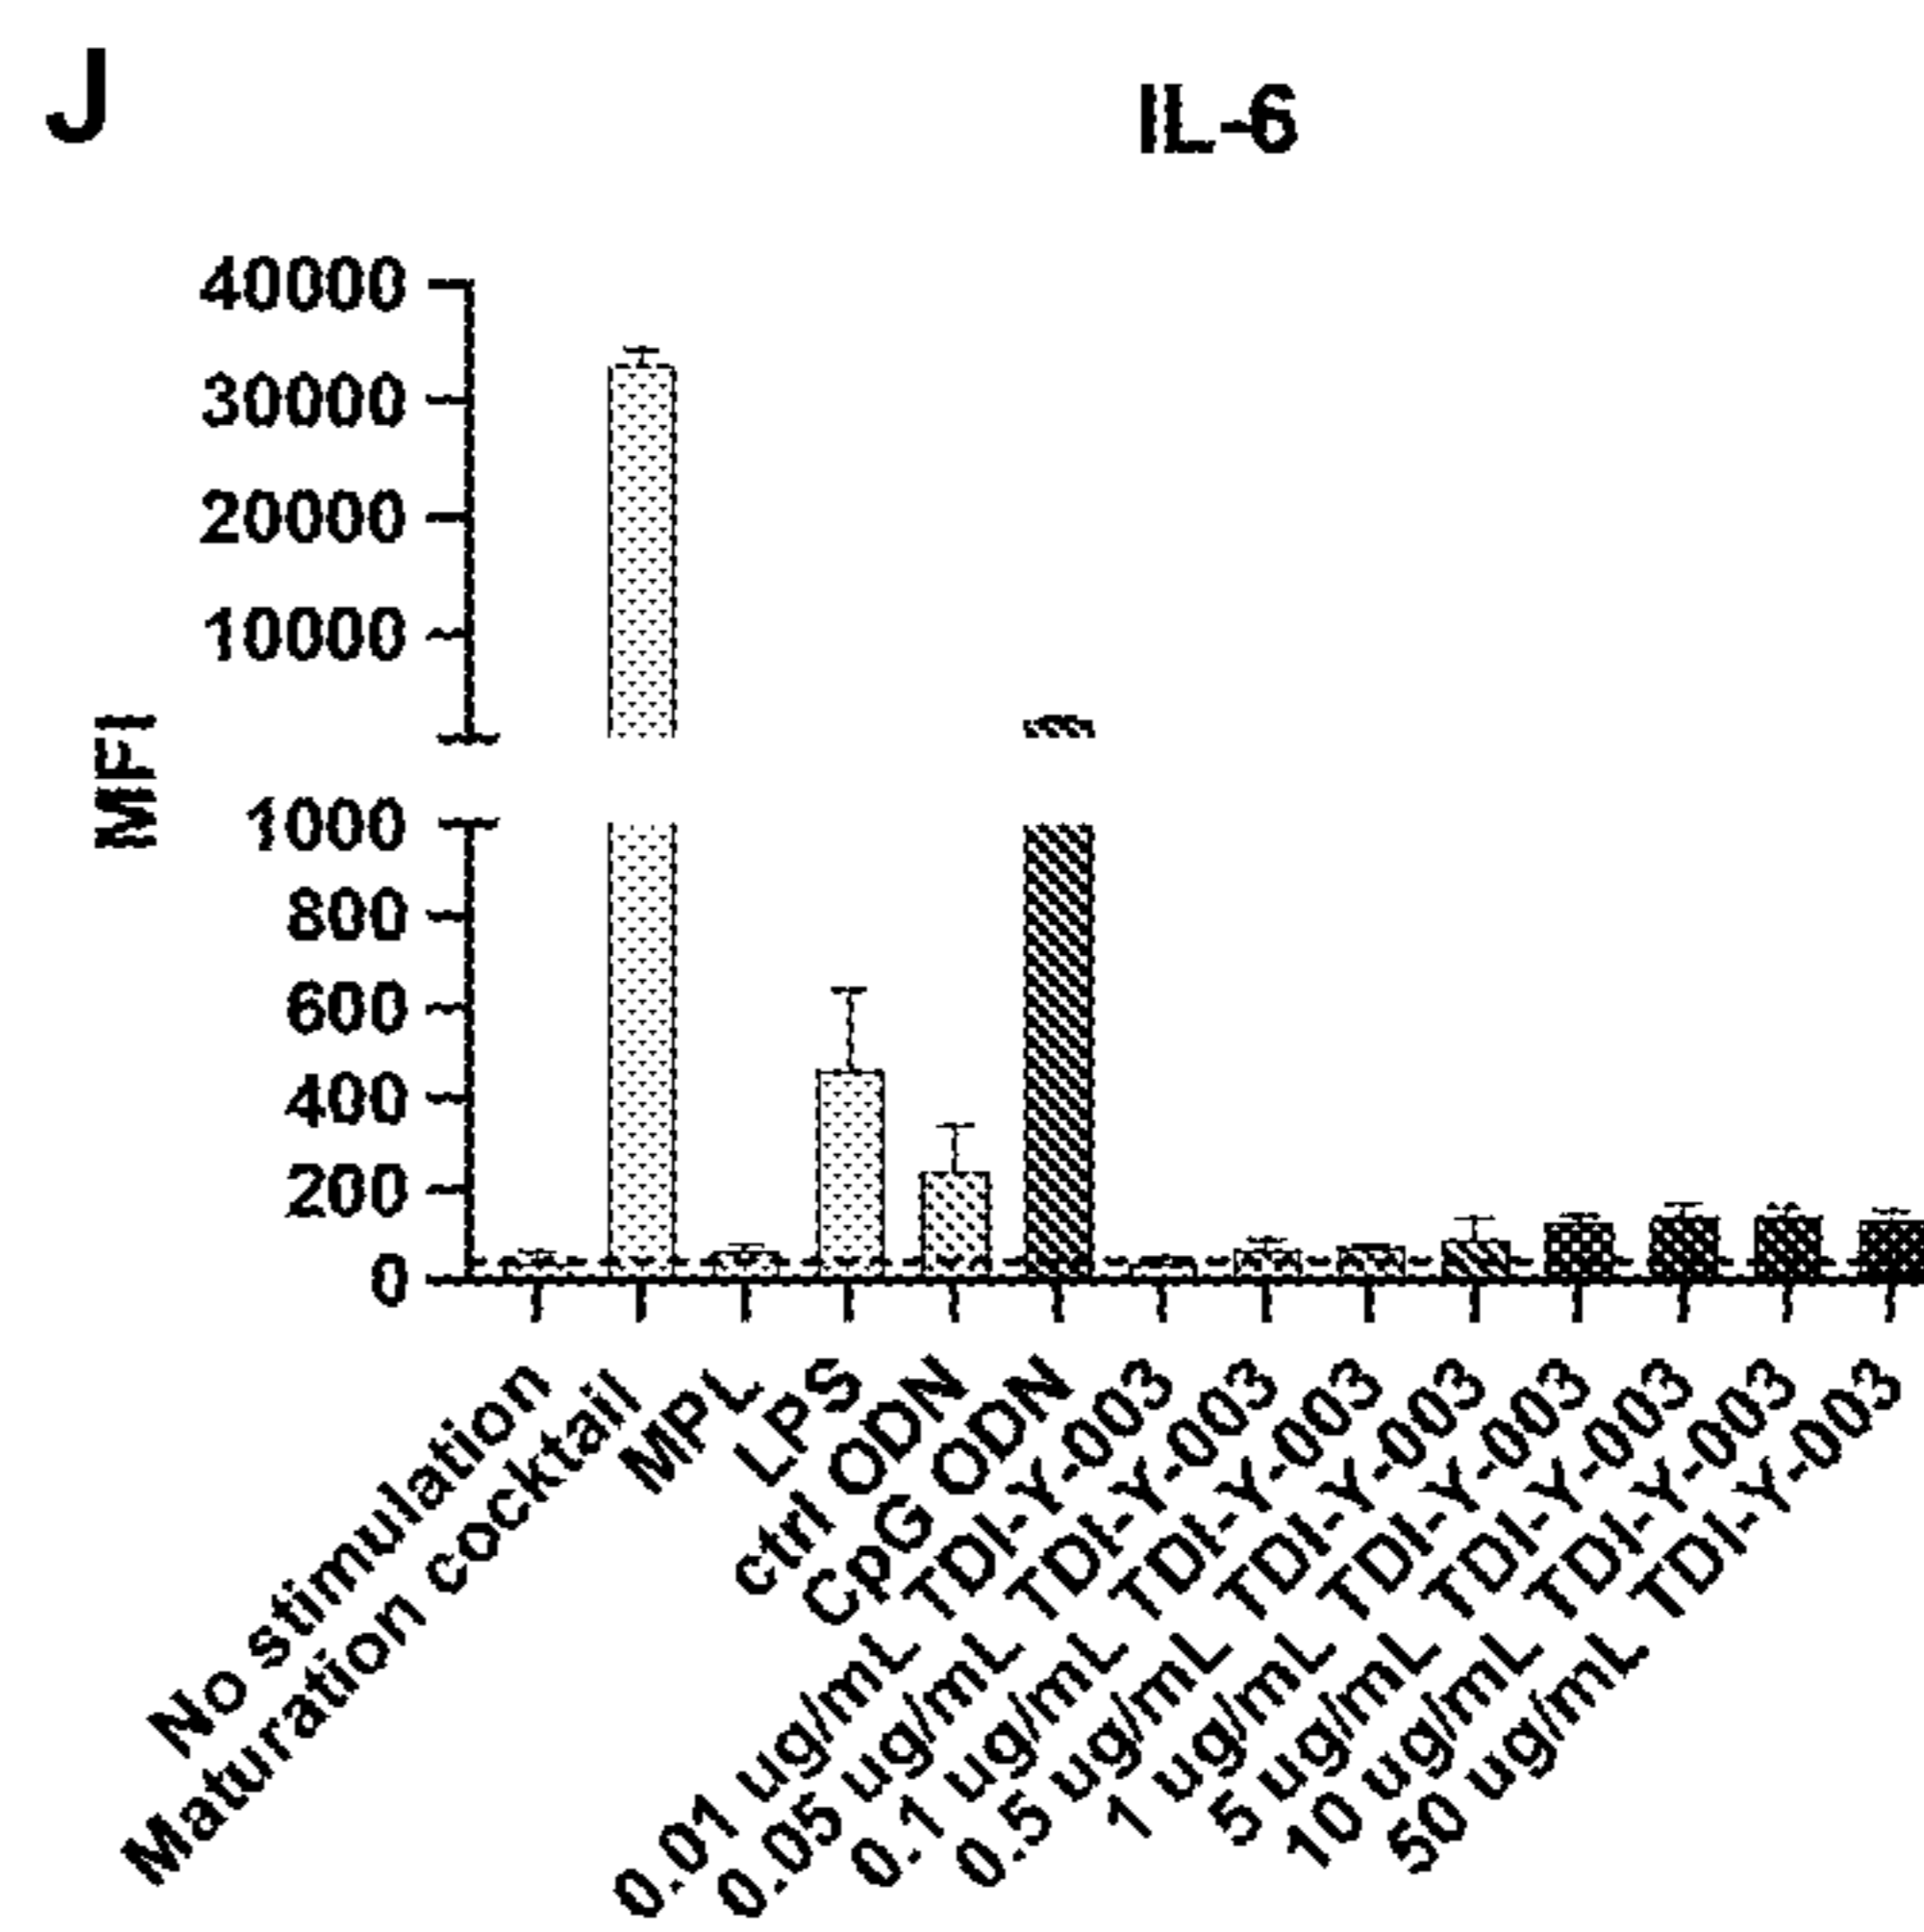 J
IL-6
MFI
40000
30000
20000
10000
1000
800
600
400
200
0
No stimulation
Maturation cocktail
MPL
LPS
ctrl ODN
CpG ODN
0.01 ug/mL TDI-Y-003
0.05 ug/mL TDI-Y-003
0.1 ug/mL TDI-Y-003
0.5 ug/mL TDI-Y-003
1 ug/mL TDI-Y-003
5 ug/mL TDI-Y-003
10 ug/mL TDI-Y-003
50 ug/mL TDI-Y-003